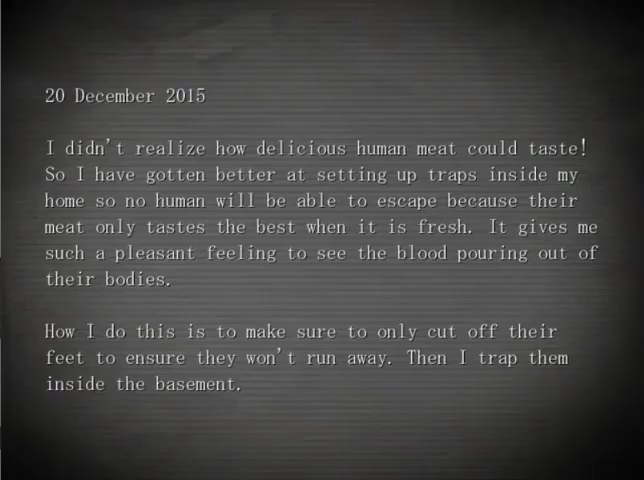 20 December 2015
I didn't realize how delicious human meat could taste!
So I have gotten better at setting up traps inside my
home so no human will be able to escape because their
meat only tastes the best when it is fresh. It gives me
such a pleasant feeling to see the blood pouring out of
their bodies.
How I do this is to make sure to only cut off their
feet to ensure they won't run away. Then I trap them
inside the basement.